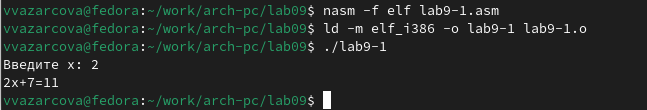 vvazarcova@fedora:~/work/arch-pc/lab09$ nasm -f elf lab9-1.asm
vvazarcova@fedora:~/work/arch-pc/lab09$ ld -m elf_i386 -o lab9-1 lab9-1.o
vvazarcova@fedora:~/work/arch-pc/lab09$ ./lab9-1
Введите x: 2
2x+7=11
vvazarcova@fedora:~/work/arch-pc/lab09$